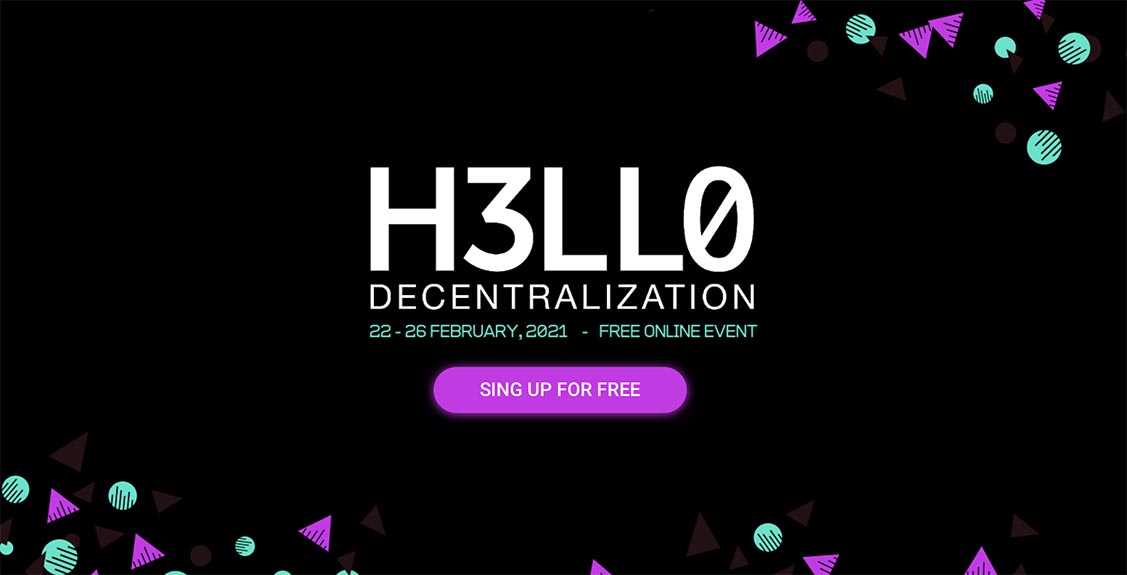 H3LL0
DECENTRALIZATION
22 - 26 FEBRUARY, 2021 - FREE ONLINE EVENT
SING UP FOR FREE